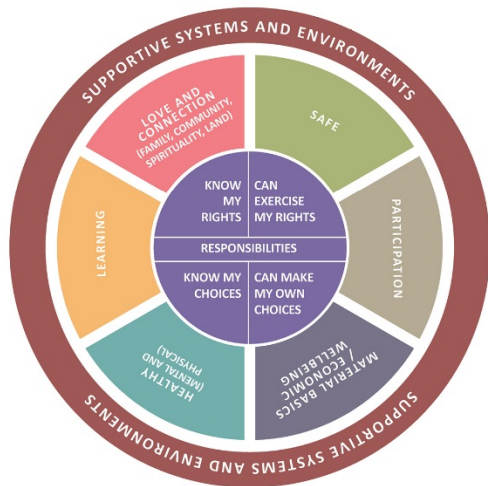 SUPPORTIVE SYSTEMS AND ENVIRONMENTS
LOVE AND
CONNECTION
(FAMILY, COMMUNITY,
SPIRITUALITY, LAND)
SAFE
LEARNING
KNOW
MY
RIGHTS
CAN
EXERCISE
MY RIGHTS
RESPONSIBILITIES
KNOW MY
CHOICES
CAN MAKE
MY OWN
CHOICES
PARTICIPATION
HEALTHY
(MENTAL AND
PHYSICAL)
MATERIAL BASICS
/ ECONOMIC
WELLBEING
SUPPORTIVE SYSTEMS AND ENVIRONMENTS